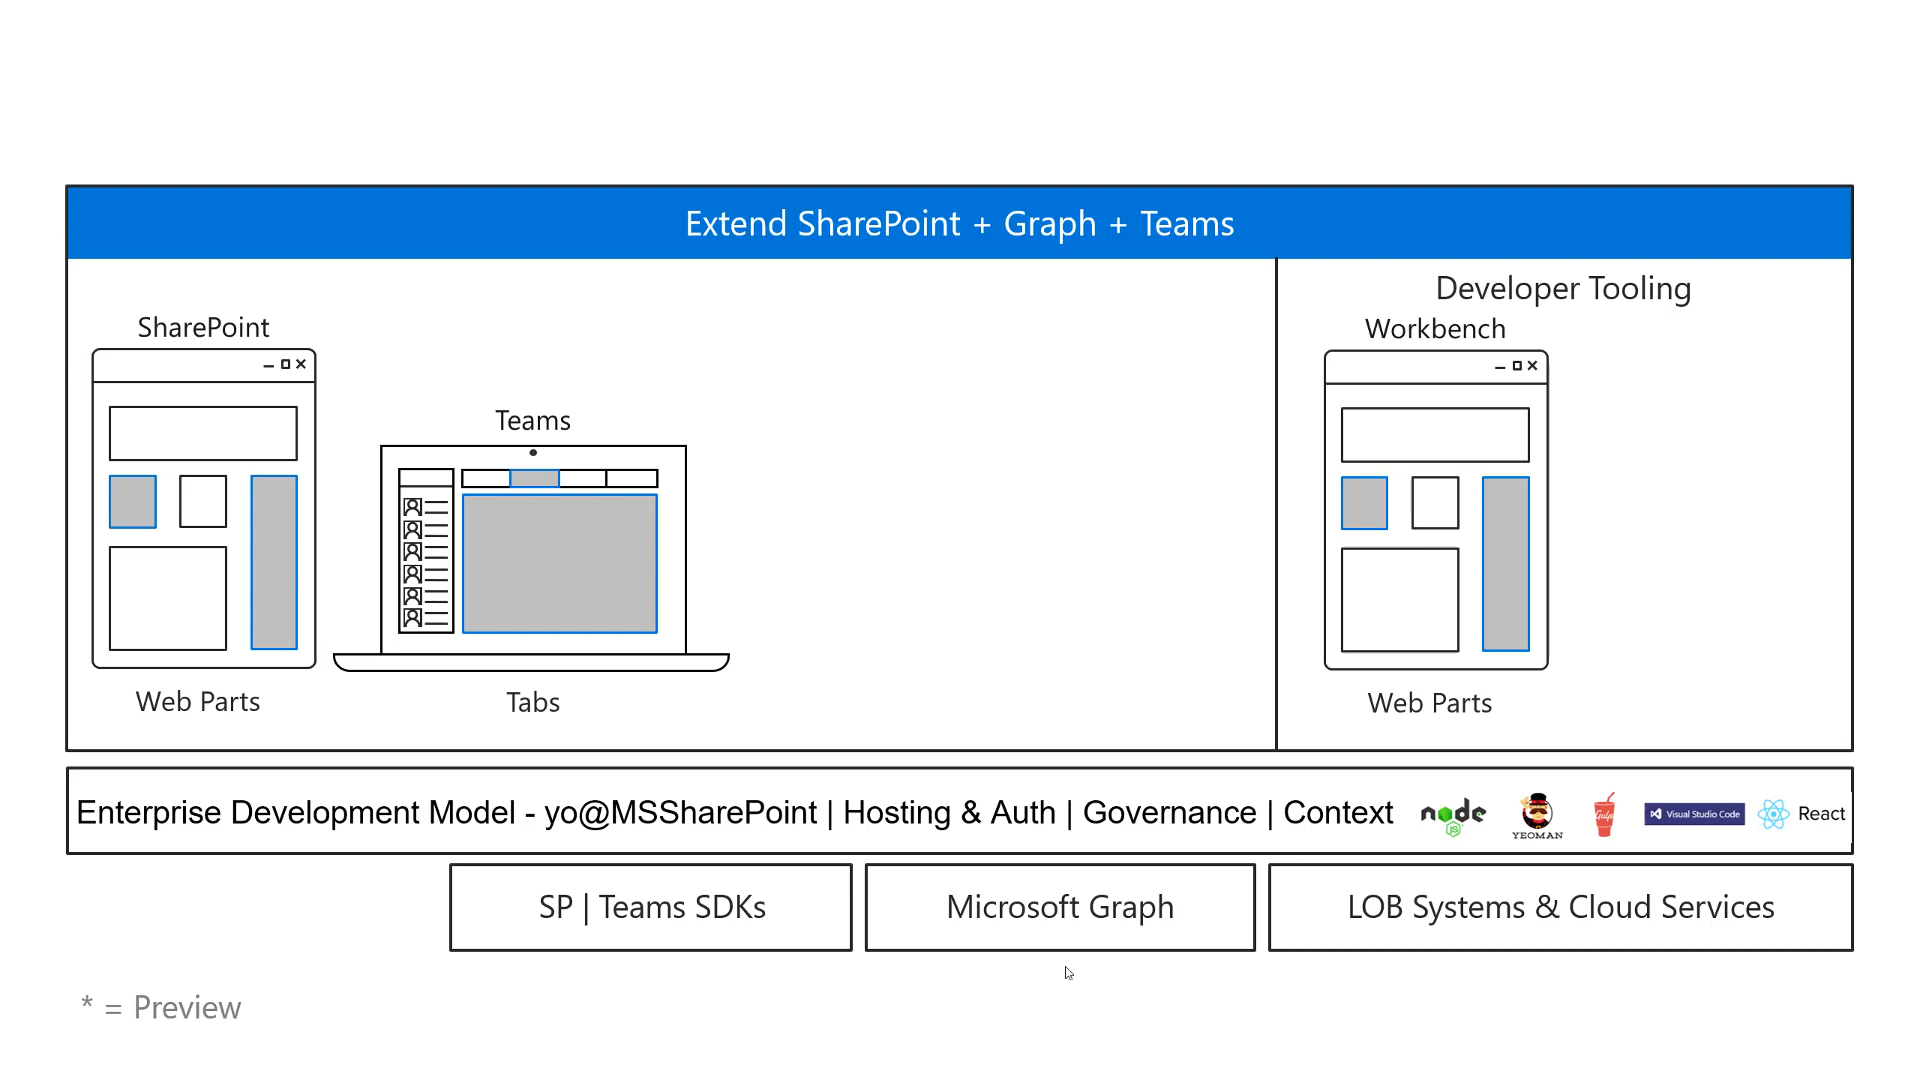 Extend SharePoint + Graph + Teams
SharePoint
Teams
Web Parts
Tabs
Developer Tooling
Workbench
Web Parts
Enterprise Development Model - yo@MSSharePoint | Hosting & Auth | Governance | Context
node
JS
YEOMAN
Gulp
Visual Studio Code
React
SP | Teams SDKs
Microsoft Graph
LOB Systems & Cloud Services
* = Preview